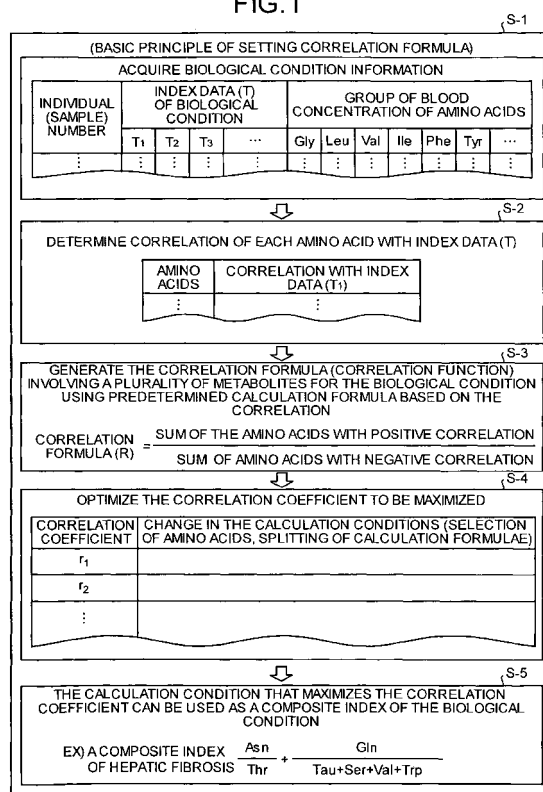 FIG.1
S-1
(BASIC PRINCIPLE OF SETTING CORRELATION FORMULA)
ACQUIRE BIOLOGICAL CONDITION INFORMATION
INDIVIDUAL (SAMPLE) NUMBER
INDEX DATA (T) OF BIOLOGICAL CONDITION
GROUP OF BLOOD CONCENTRATION OF AMINO ACIDS
T1 T2 T3 ... Gly Leu Val Ile Phe Tyr ...
S-2
DETERMINE CORRELATION OF EACH AMINO ACID WITH INDEX DATA (T)
AMINO ACIDS
CORRELATION WITH INDEX DATA (T1)
S-3
GENERATE THE CORRELATION FORMULA (CORRELATION FUNCTION)
INVOLVING A PLURALITY OF METABOLITES FOR THE BIOLOGICAL CONDITION
USING PREDETERMINED CALCULATION FORMULA BASED ON THE
CORRELATION
CORRELATION FORMULA (R) =
SUM OF THE AMINO ACIDS WITH POSITIVE CORRELATION
SUM OF AMINO ACIDS WITH NEGATIVE CORRELATION
S-4
OPTIMIZE THE CORRELATION COEFFICIENT TO BE MAXIMIZED
CORRELATION COEFFICIENT
CHANGE IN THE CALCULATION CONDITIONS (SELECTION
OF AMINO ACIDS, SPLITTING OF CALCULATION FORMULAE)
r1
r2
S-5
THE CALCULATION CONDITION THAT MAXIMIZES THE CORRELATION
COEFFICIENT CAN BE USED AS A COMPOSITE INDEX OF THE BIOLOGICAL
CONDITION
EX) A COMPOSITE INDEX
OF HEPATIC FIBROSIS
Asn
Thr
+
Gln
Tau+Ser+Val+Trp